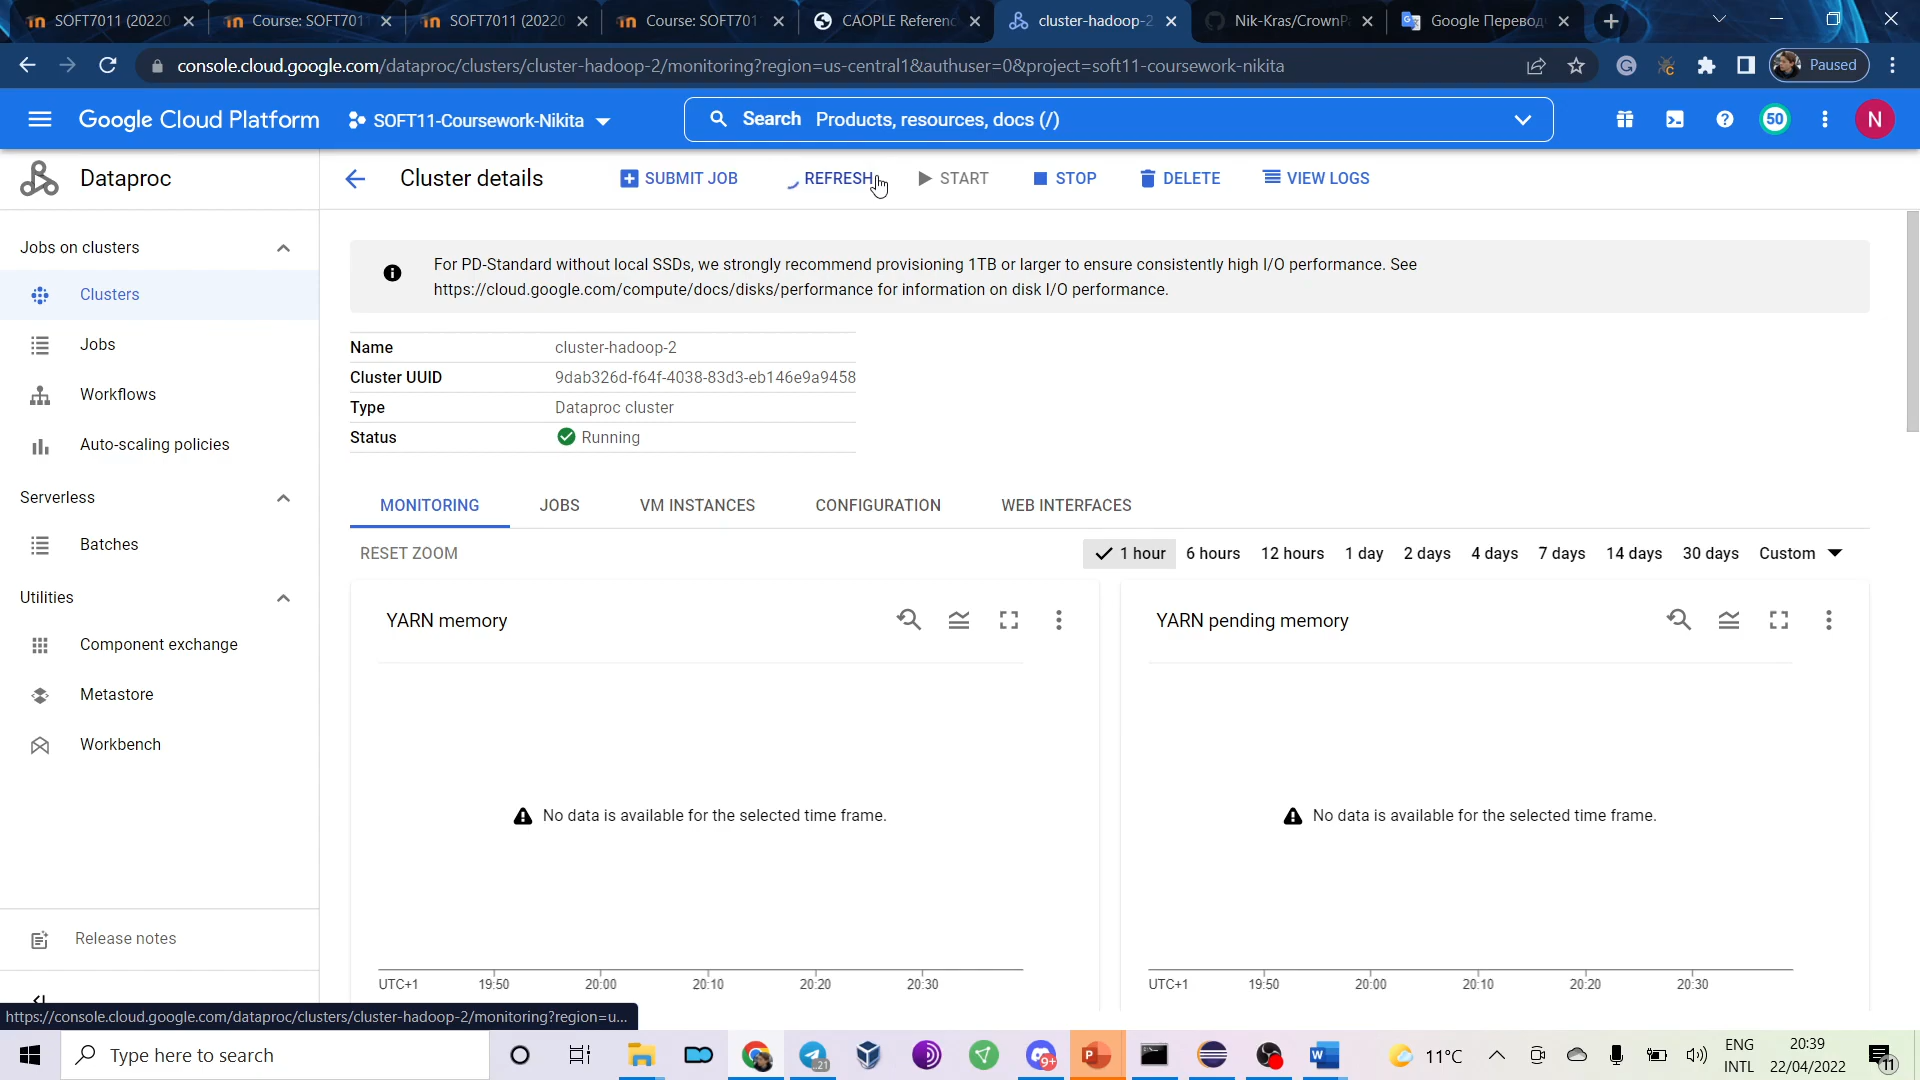 SOFT7011 (20220
Course: SOFT701
SOFT7011 (20220
Course: SOFT701
CAOPLE Referenc
cluster-hadoop-2
Nik-Kras/CrownP
Google Перевод
console.cloud.google.com/dataproc/clusters/cluster-hadoop-2/monitoring?region=us-central1&authuser=0&project=soft11-coursework-nikita
Paused
Google Cloud Platform
SOFT11-Coursework-Nikita
Search Products, resources, docs (/)
50
N
Dataproc
Cluster details
SUBMIT JOB
REFRESH
START
STOP
DELETE
VIEW LOGS
Jobs on clusters
Clusters
Jobs
Workflows
Auto-scaling policies
Serverless
Batches
Utilities
Component exchange
Metastore
Workbench
Release notes
For PD-Standard without local SSDs, we strongly recommend provisioning 1TB or larger to ensure consistently high I/O performance. See
https://cloud.google.com/compute/docs/disks/performance for information on disk I/O performance.
Name cluster-hadoop-2
Cluster UUID 9dab326d-f64f-4038-83d3-eb146e9a9458
Type Dataproc cluster
Status Running
MONITORING
JOBS
VM INSTANCES
CONFIGURATION
WEB INTERFACES
RESET ZOOM
1 hour 6 hours 12 hours 1 day 2 days 4 days 7 days 14 days 30 days Custom
YARN memory
No data is available for the selected time frame.
UTC+1 19:50 20:00 20:10 20:20 20:30
YARN pending memory
No data is available for the selected time frame.
UTC+1 19:50 20:00 20:10 20:20 20:30
https://console.cloud.google.com/dataproc/clusters/cluster-hadoop-2/monitoring?region=u...
Type here to search
21
9+
11°C
ENG
INTL
20:39
22/04/2022
11